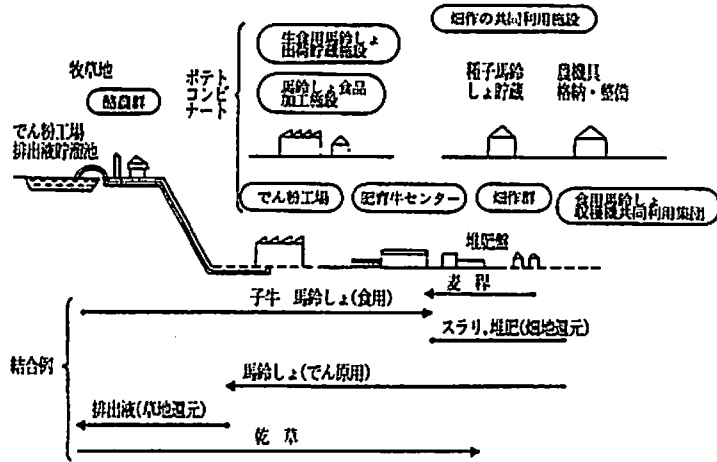 畑作の共同利用施設
生食用馬鈴しょ
出荷貯蔵施設
ポテト
コンビ
ナート
馬鈴しょ食品
加工施設
種子馬鈴
しょ貯蔵
農機具
格納・整備
牧草地
酪農群
でん粉工場
排出液貯溜池
でん粉工場
肥育牛センター
畑作群
食用馬鈴しょ
収穫機共同利用集団
堆肥盤
麦稈
子牛 馬鈴しょ(食用)
スラリ、堆肥(畑地還元)
結合例
馬鈴しょ(でん原用)
排出液(草地還元)
乾草